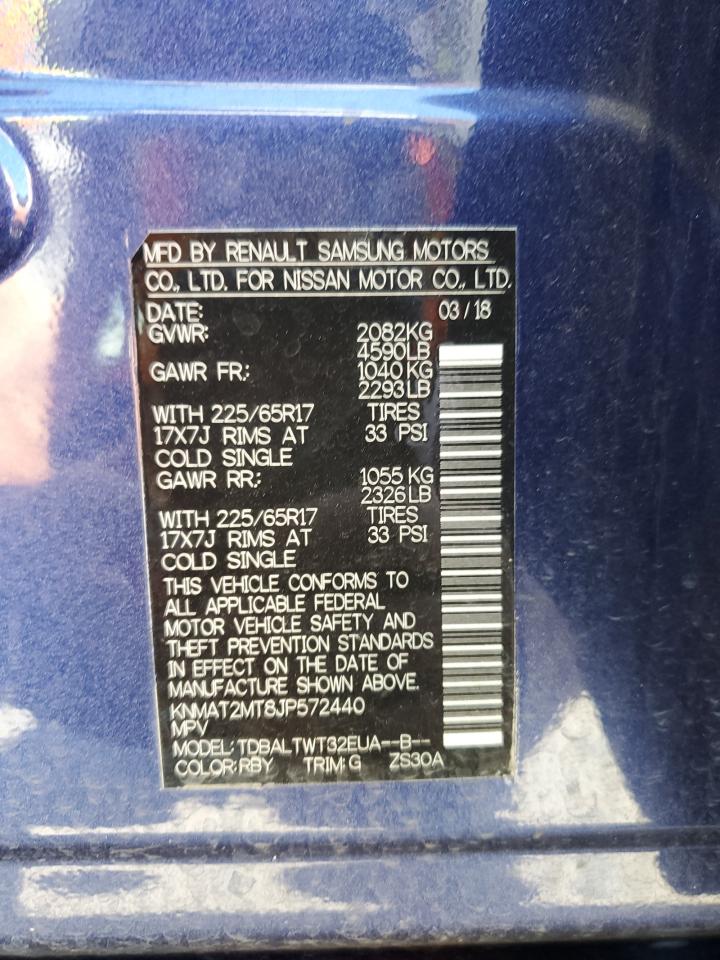 MFD BY RENAULT SAMSUNG MOTORS
CO., LTD. FOR NISSAN MOTOR CO., LTD.
DATE: 03/18
GVWR: 2082KG
4590LB
GAWR FR.: 1040KG
2293LB
WITH 225/65R17 TIRES
17X7J RIMS AT 33 PSI
COLD SINGLE
GAWR RR.: 1055 KG
2326LB
WITH 225/65R17 TIRES
17X7J RIMS AT 33 PSI
COLD SINGLE
THIS VEHICLE CONFORMS TO
ALL APPLICABLE FEDERAL
MOTOR VEHICLE SAFETY AND
THEFT PREVENTION STANDARDS
IN EFFECT ON THE DATE OF
MANUFACTURE SHOWN ABOVE.
KNMAT2MT8JP572440
MPV
MODEL:TDBALTWT32EUA--B--
COLOR:RBY TRIM:G ZS30A